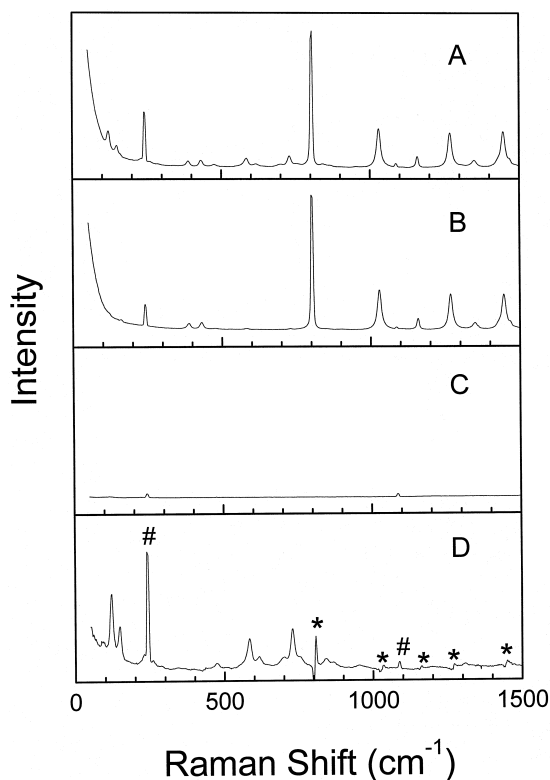 A
B
Intensity
C
D
#
*
* # * * *
0 500 1000 1500
Raman Shift (cm⁻¹)